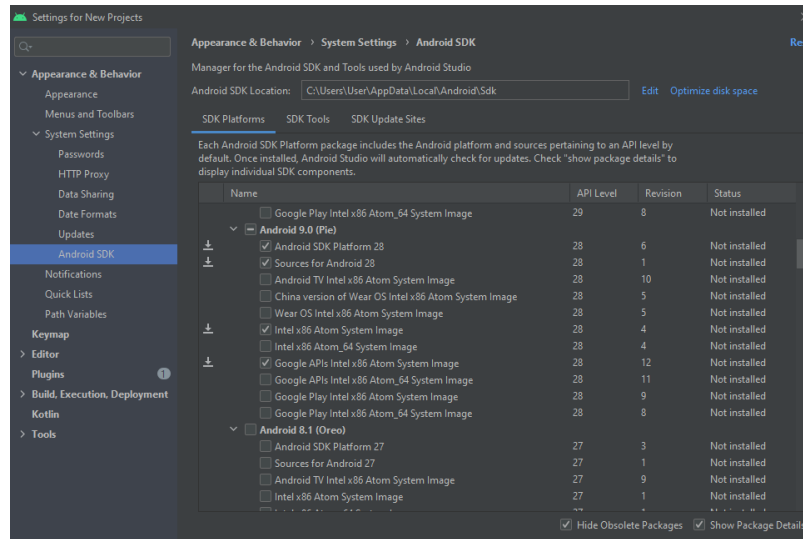 Settings for New Projects
Appearance & Behavior
Appearance
Menus and Toolbars
System Settings
Passwords
HTTP Proxy
Data Sharing
Date Formats
Updates
Android SDK
Notifications
Quick Lists
Path Variables
Keymap
Editor
Plugins 1
Build, Execution, Deployment
Kotlin
Tools
Appearance & Behavior › System Settings › Android SDK Re
Manager for the Android SDK and Tools used by Android Studio
Android SDK Location: C:\Users\User\AppData\Local\Android\Sdk Edit Optimize disk space
SDK Platforms SDK Tools SDK Update Sites
Each Android SDK Platform package includes the Android platform and sources pertaining to an API level by
default. Once installed, Android Studio will automatically check for updates. Check "show package details" to
display individual SDK components.
Name API Level Revision Status
Google Play Intel x86 Atom_64 System Image 29 8 Not installed
Android 9.0 (Pie)
Android SDK Platform 28 28 6 Not installed
Sources for Android 28 28 1 Not installed
Android TV Intel x86 Atom System Image 28 10 Not installed
China version of Wear OS Intel x86 Atom System Image 28 5 Not installed
Wear OS Intel x86 Atom System Image 28 5 Not installed
Intel x86 Atom System Image 28 4 Not installed
Intel x86 Atom_64 System Image 28 4 Not installed
Google APIs Intel x86 Atom System Image 28 12 Not installed
Google APIs Intel x86 Atom_64 System Image 28 11 Not installed
Google Play Intel x86 Atom System Image 28 9 Not installed
Google Play Intel x86 Atom_64 System Image 28 8 Not installed
Android 8.1 (Oreo)
Android SDK Platform 27 27 3 Not installed
Sources for Android 27 27 1 Not installed
Android TV Intel x86 Atom System Image 27 9 Not installed
Intel x86 Atom System Image 27 1 Not installed
Hide Obsolete Packages Show Package Details